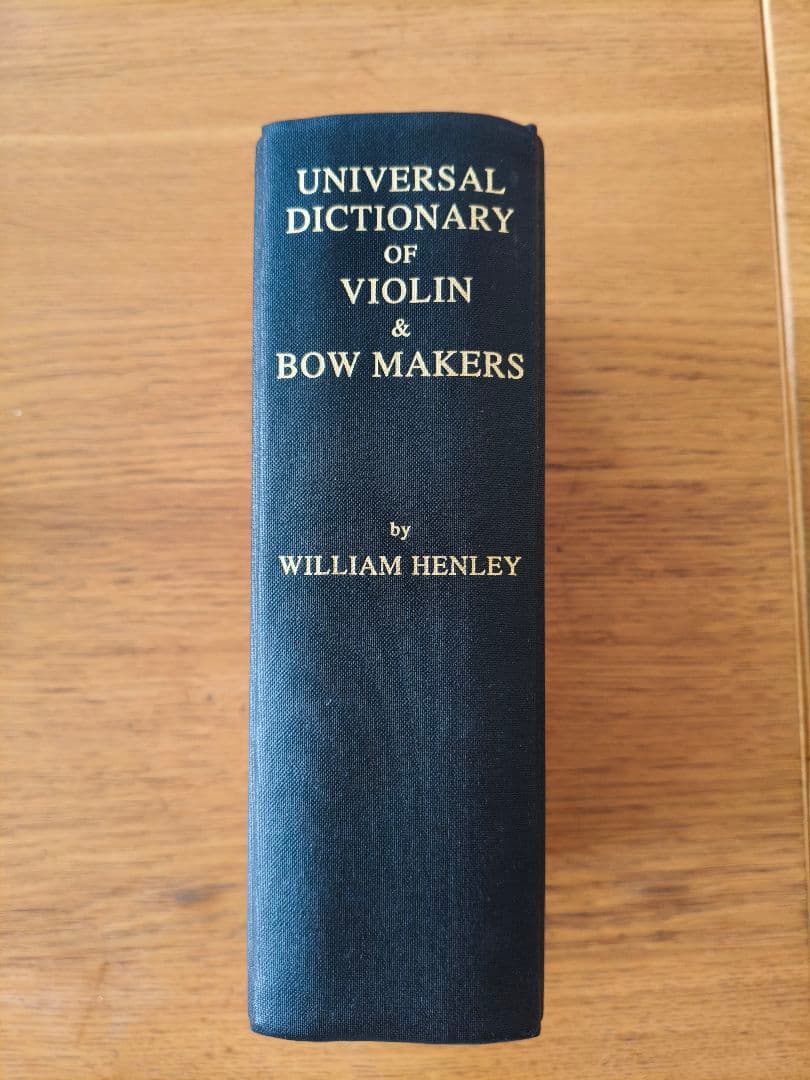 UNIVERSAL
DICTIONARY
OF
VIOLIN
&
BOW MAKERS
by
WILLIAM HENLEY